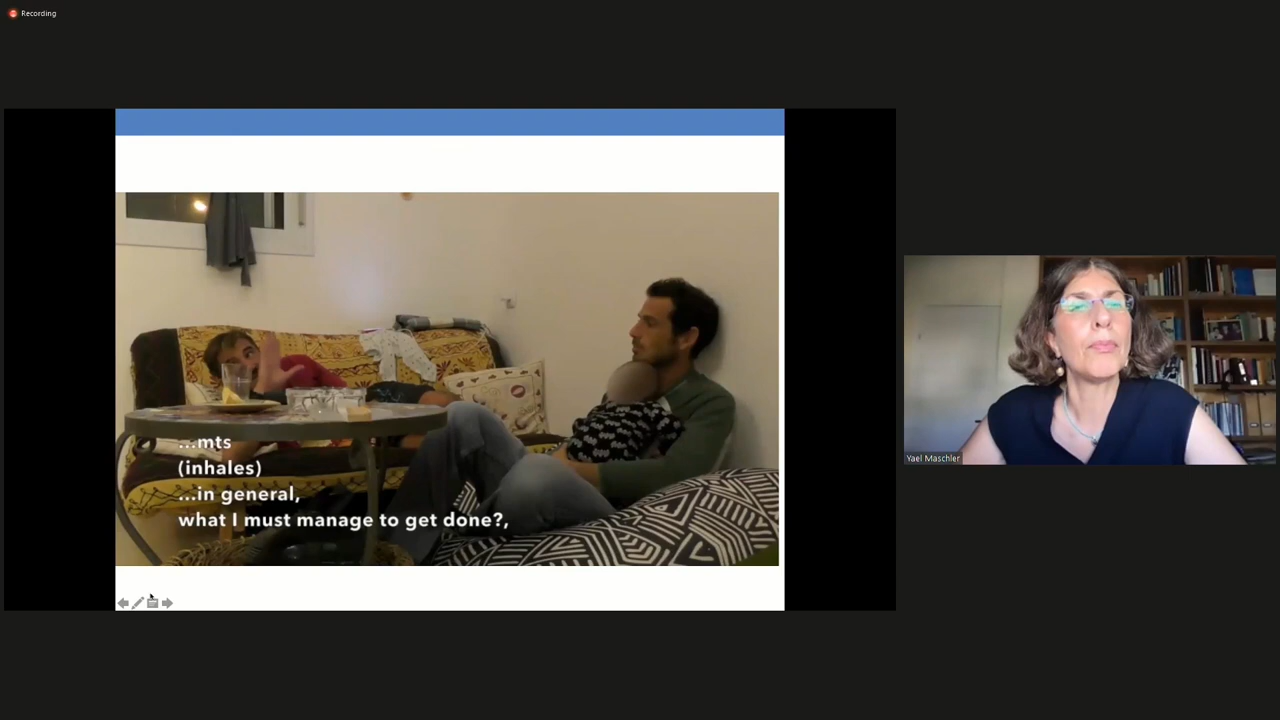 Recording
...mts
(inhales)
...in general,
what I must manage to get done?,
Yael Maschler